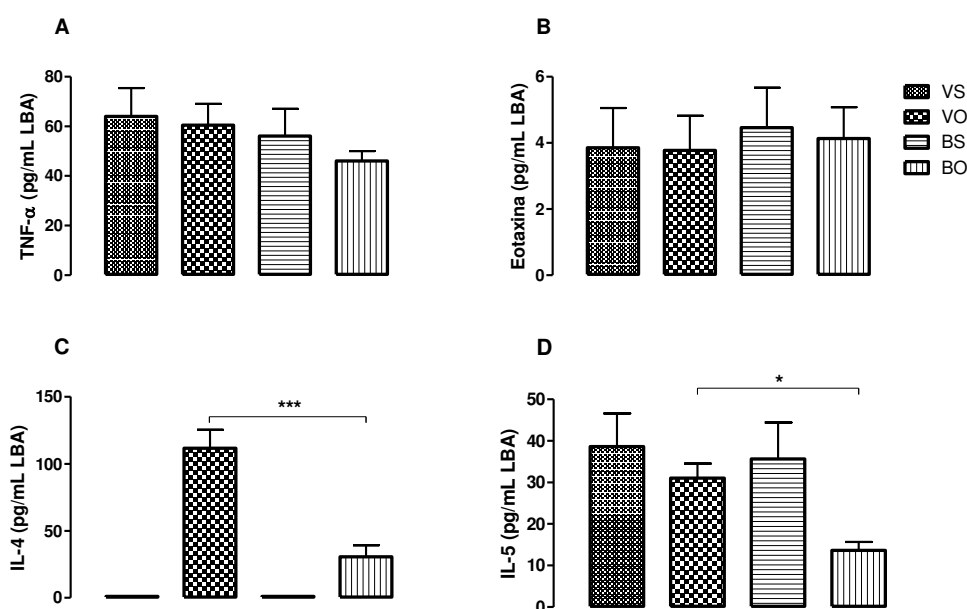 A
TNF-α (pg/mL LBA)
80
60
40
20
0
B
Eotaxina (pg/mL LBA)
6
4
2
0
VS
VO
BS
BO
C
IL-4 (pg/mL LBA)
150
100
50
0
***
D
IL-5 (pg/mL LBA)
50
40
30
20
10
0
*